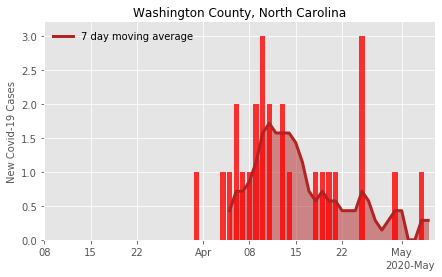 Washington County, North Carolina
7 day moving average
New Covid-19 Cases
3.0
2.5
2.0
1.5
1.0
0.5
0.0
08 15 22 Apr 08 15 22 May
2020-May